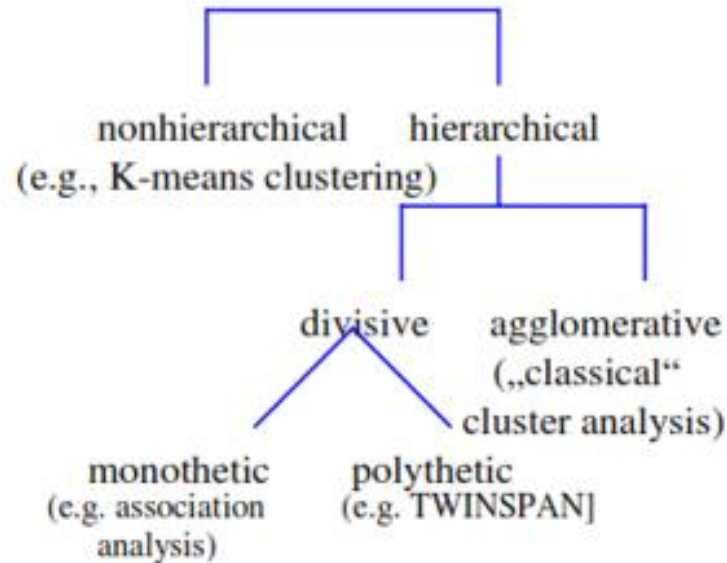 nonhierarchical hierarchical
(e.g., K-means clustering)
divisive agglomerative
(„classical“
cluster analysis)
monothetic polythetic
(e.g. association (e.g. TWINSPAN]
analysis)